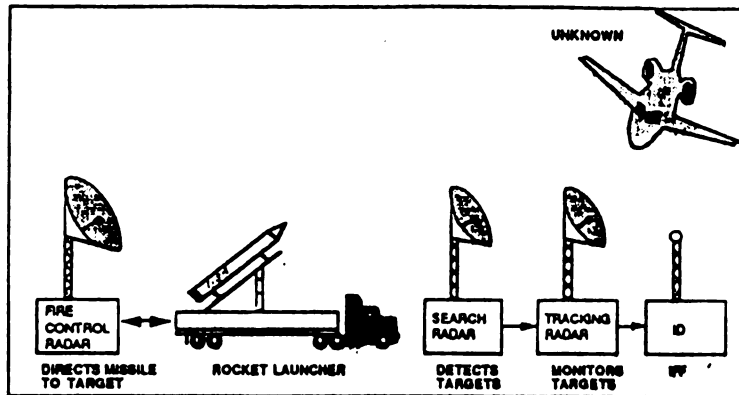 UNKNOWN
FIRE
CONTROL
RADAR
SEARCH
RADAR
TRACKING
RADAR
ID
DIRECTS MISSILE
TO TARGET
ROCKET LAUNCHER
DETECTS
TARGETS
MONITORS
TARGETS
IFF